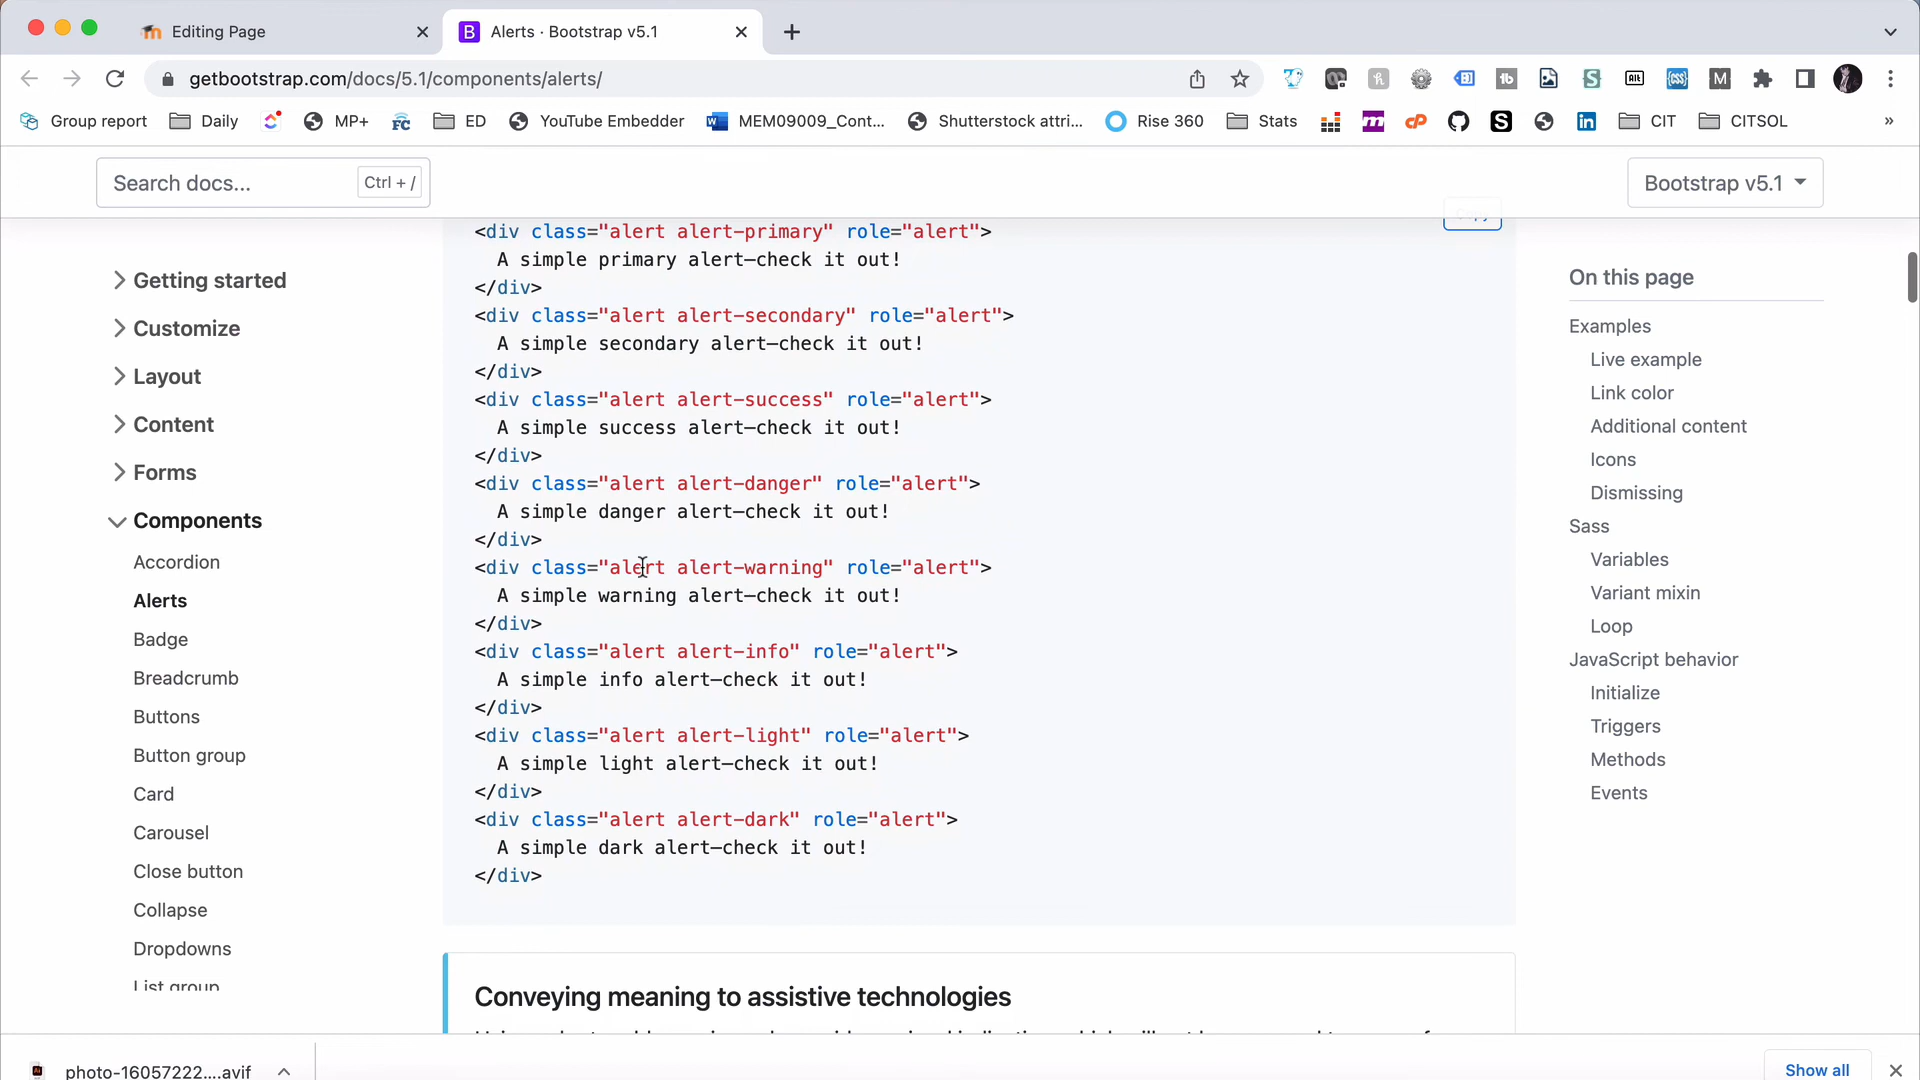 Editing Page
Alerts · Bootstrap v5.1
getbootstrap.com/docs/5.1/components/alerts/
Group report
Daily
MP+
FC
ED
YouTube Embedder
MEM09009_Cont...
Shutterstock attri...
Rise 360
Stats
CIT
CITSOL
»
Search docs...
Ctrl + /
Bootstrap v5.1
Getting started
Customize
Layout
Content
Forms
Components
Accordion
Alerts
Badge
Breadcrumb
Buttons
Button group
Card
Carousel
Close button
Collapse
Dropdowns
List group
<div class="alert alert-primary" role="alert">
A simple primary alert—check it out!
</div>
<div class="alert alert-secondary" role="alert">
A simple secondary alert—check it out!
</div>
<div class="alert alert-success" role="alert">
A simple success alert—check it out!
</div>
<div class="alert alert-danger" role="alert">
A simple danger alert—check it out!
</div>
<div class="alert alert-warning" role="alert">
A simple warning alert—check it out!
</div>
<div class="alert alert-info" role="alert">
A simple info alert—check it out!
</div>
<div class="alert alert-light" role="alert">
A simple light alert—check it out!
</div>
<div class="alert alert-dark" role="alert">
A simple dark alert—check it out!
</div>
Conveying meaning to assistive technologies
On this page
Examples
Live example
Link color
Additional content
Icons
Dismissing
Sass
Variables
Variant mixin
Loop
JavaScript behavior
Initialize
Triggers
Methods
Events
photo-16057222....avif
Show all